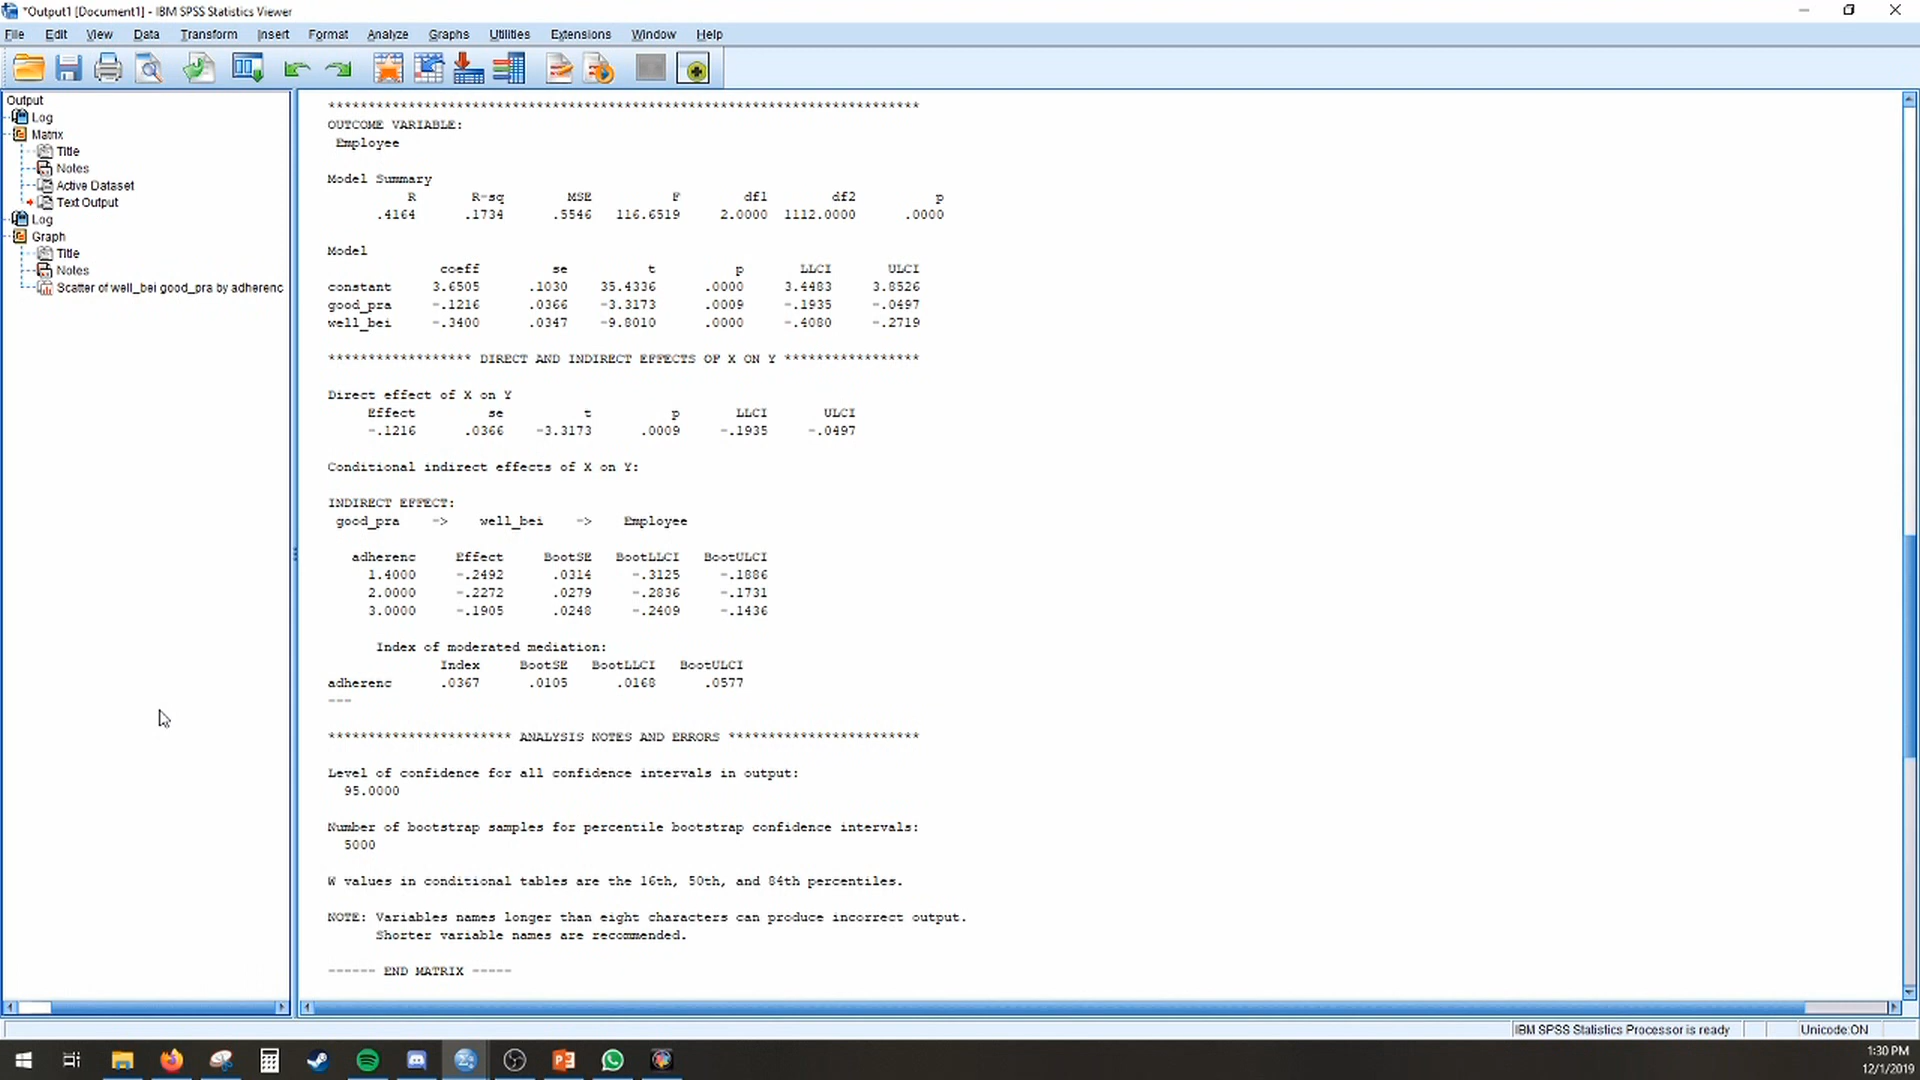 *Output1 [Document1] - IBM SPSS Statistics Viewer
File Edit View Data Transform Insert Format Analyze Graphs Utilities Extensions Window Help
Output
Log
Matrix
Title
Notes
Active Dataset
Text Output
Log
Graph
Title
Notes
Scatter of well_bei good_pra by adherenc
**************************************************************************
OUTCOME VARIABLE:
Employee
Model Summary
R R-sq MSE F df1 df2 p
.4164 .1734 .5546 116.6519 2.0000 1112.0000 .0000
Model
coeff se t p LLCI ULCI
constant 3.6505 .1030 35.4336 .0000 3.4483 3.8526
good_pra -.1216 .0366 -3.3173 .0009 -.1935 -.0497
well_bei -.3400 .0347 -9.8010 .0000 -.4080 -.2719
****************** DIRECT AND INDIRECT EFFECTS OF X ON Y *****************
Direct effect of X on Y
Effect se t p LLCI ULCI
-.1216 .0366 -3.3173 .0009 -.1935 -.0497
Conditional indirect effects of X on Y:
INDIRECT EFFECT:
good_pra -> well_bei -> Employee
adherenc Effect BootSE BootLLCI BootULCI
1.4000 -.2492 .0314 -.3125 -.1886
2.0000 -.2272 .0279 -.2836 -.1731
3.0000 -.1905 .0248 -.2409 -.1436
Index of moderated mediation:
Index BootSE BootLLCI BootULCI
adherenc .0367 .0105 .0168 .0577
---
*********************** ANALYSIS NOTES AND ERRORS ************************
Level of confidence for all confidence intervals in output:
95.0000
Number of bootstrap samples for percentile bootstrap confidence intervals:
5000
W values in conditional tables are the 16th, 50th, and 84th percentiles.
NOTE: Variables names longer than eight characters can produce incorrect output.
Shorter variable names are recommended.
------ END MATRIX -----
IBM SPSS Statistics Processor is ready Unicode:ON
1:30 PM
12/1/2019